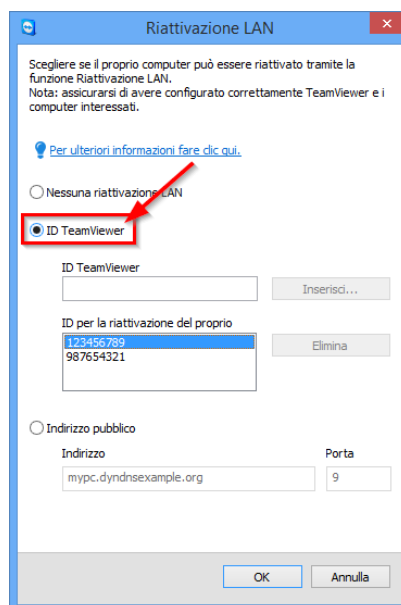 Riattivazione LAN
Scegliere se il proprio computer può essere riattivato tramite la
funzione Riattivazione LAN.
Nota: assicurarsi di avere configurato correttamente TeamViewer e i
computer interessati.
Per ulteriori informazioni fare clic qui.
Nessuna riattivazione LAN
ID TeamViewer
ID TeamViewer
Inserisci...
ID per la riattivazione del proprio
123456789
987654321
Elimina
Indirizzo pubblico
Indirizzo Porta
mypc.dyndnsexample.org 9
OK Annulla